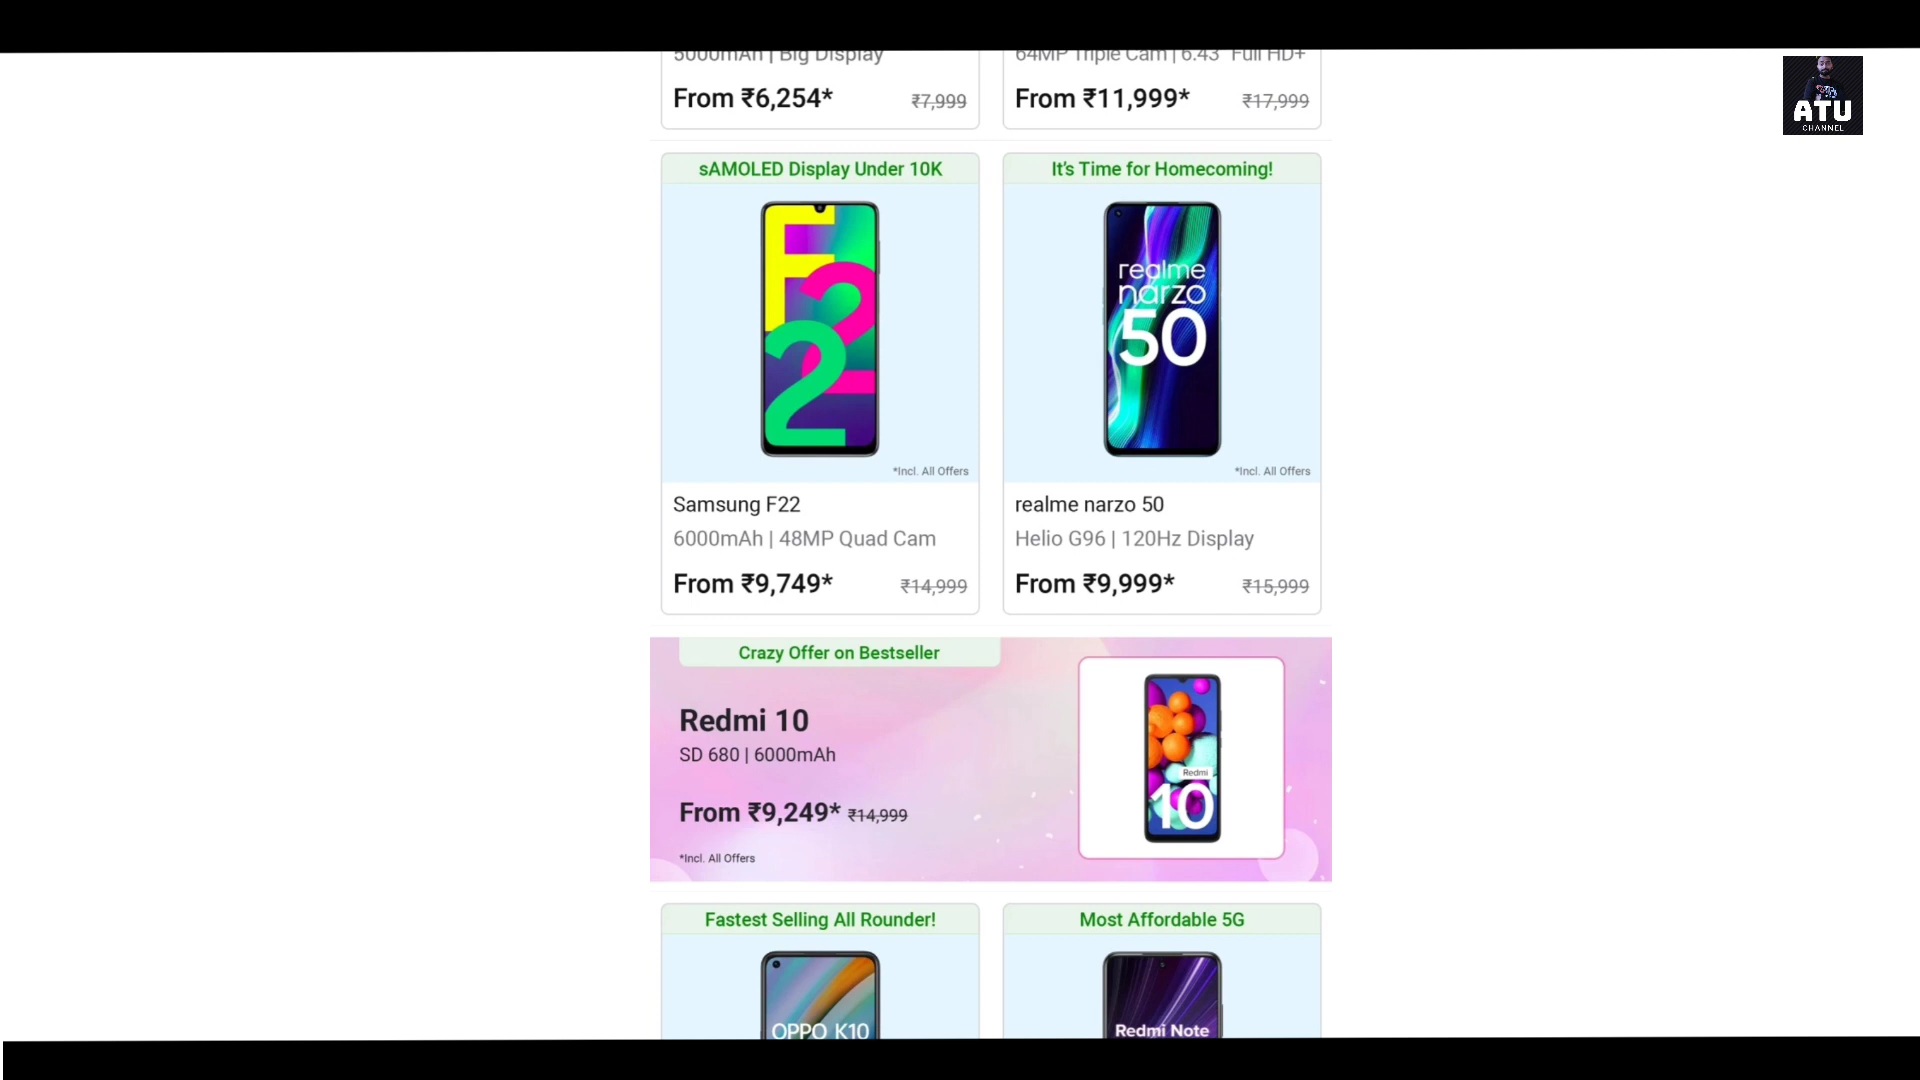 5000mAh | Big Display
64MP Triple Cam | 6.43" Full HD+
From ₹6,254* ₹7,999
From ₹11,999* ₹17,999
ATU
CHANNEL
sAMOLED Display Under 10K
It's Time for Homecoming!
F22
realme
narzo
50
*Incl. All Offers
*Incl. All Offers
Samsung F22
realme narzo 50
6000mAh | 48MP Quad Cam
Helio G96 | 120Hz Display
From ₹9,749* ₹14,999
From ₹9,999* ₹15,999
Crazy Offer on Bestseller
Redmi 10
SD 680 | 6000mAh
From ₹9,249* ₹14,999
*Incl. All Offers
Redmi
10
Fastest Selling All Rounder!
Most Affordable 5G
OPPO K10
Redmi Note